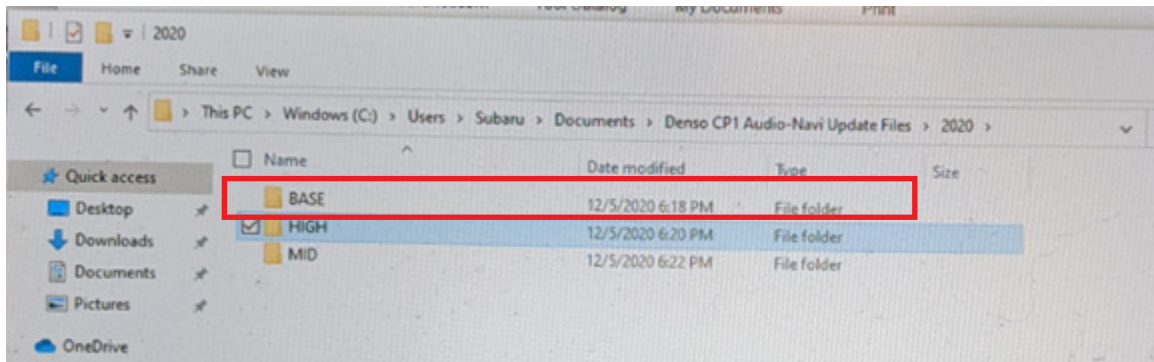 My Documents
Print
2020
File Home Share View
This PC > Windows (C:) > Users > Subaru > Documents > Denso CP1 Audio-Navi Update Files > 2020 >
Name Date modified Type Size
Quick access
BASE 12/5/2020 6:18 PM File folder
Desktop
HIGH 12/5/2020 6:20 PM File folder
Downloads
MID 12/5/2020 6:22 PM File folder
Documents
Pictures
OneDrive